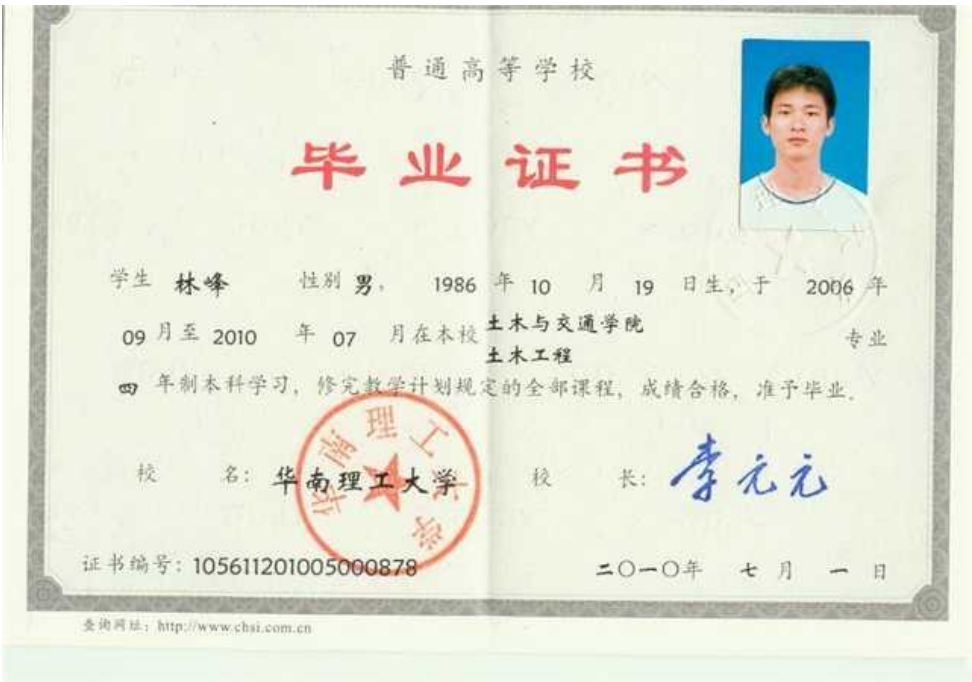 普通高等学校
毕业证书
学生 林峰 性别 男， 1986 年 10 月 19 日生，于 2006 年
09 月至 2010 年 07 月在本校 土木与交通学院 土木工程 专业
四 年制本科学习，修完教学计划规定的全部课程，成绩合格，准予毕业。
校 名：华南理工大学 校 长：李元元
华南理工大学
证书编号：105611201005000878 二〇一〇年 七 月 一 日
查询网址：http://www.chsi.com.cn